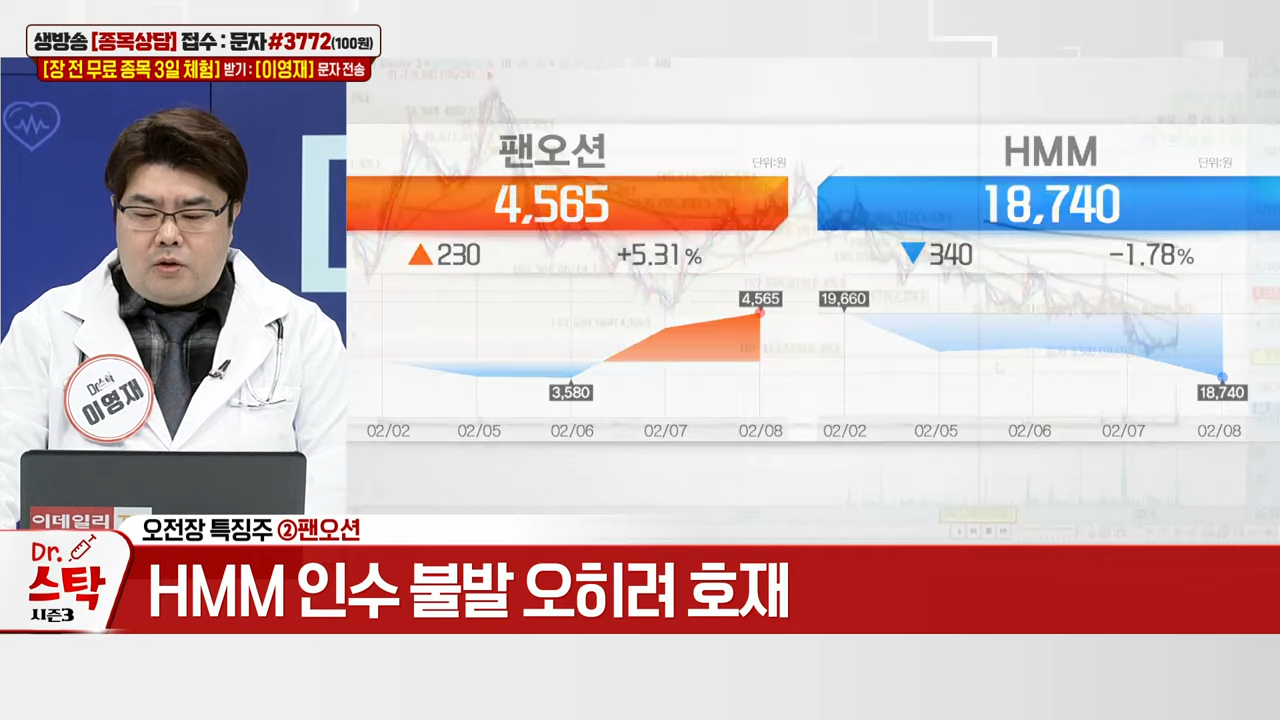 생방송 [종목상담] 접수 : 문자#3772(100원)
[장 전 무료 종목 3일 체험] 받기 : [이영재] 문자 전송
팬오션
단위:원
4,565
▲230 +5.31%
4,565
3,580
02/02 02/05 02/06 02/07 02/08
HMM
단위:원
18,740
▼340 -1.78%
19,660
18,740
02/02 02/05 02/06 02/07 02/08
Dr.스탁
이영재
이데일리
오전장 특징주 ②팬오션
Dr.
스탁
시즌3
HMM 인수 불발 오히려 호재